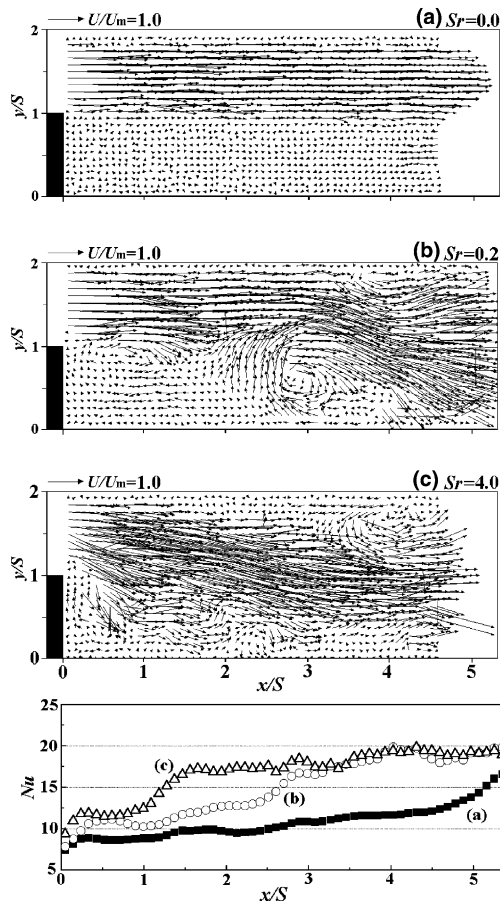 U/Um=1.0 (a) Sr=0.0
2
y/S
1
0
U/Um=1.0 (b) Sr=0.2
2
y/S
1
0
U/Um=1.0 (c) Sr=4.0
2
y/S
1
0
0 1 2 3 4 5
x/S
25
20
Nu
15
10
5
(c)
(b)
(a)
0 1 2 3 4 5
x/S